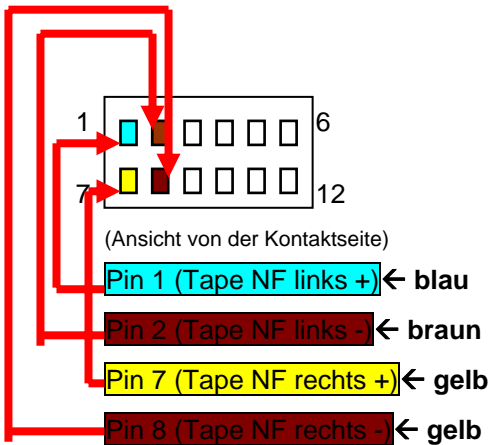 1 6
7 12
(Ansicht von der Kontaktseite)
Pin 1 (Tape NF links +)← blau
Pin 2 (Tape NF links -)← braun
Pin 7 (Tape NF rechts +)← gelb
Pin 8 (Tape NF rechts -)← gelb